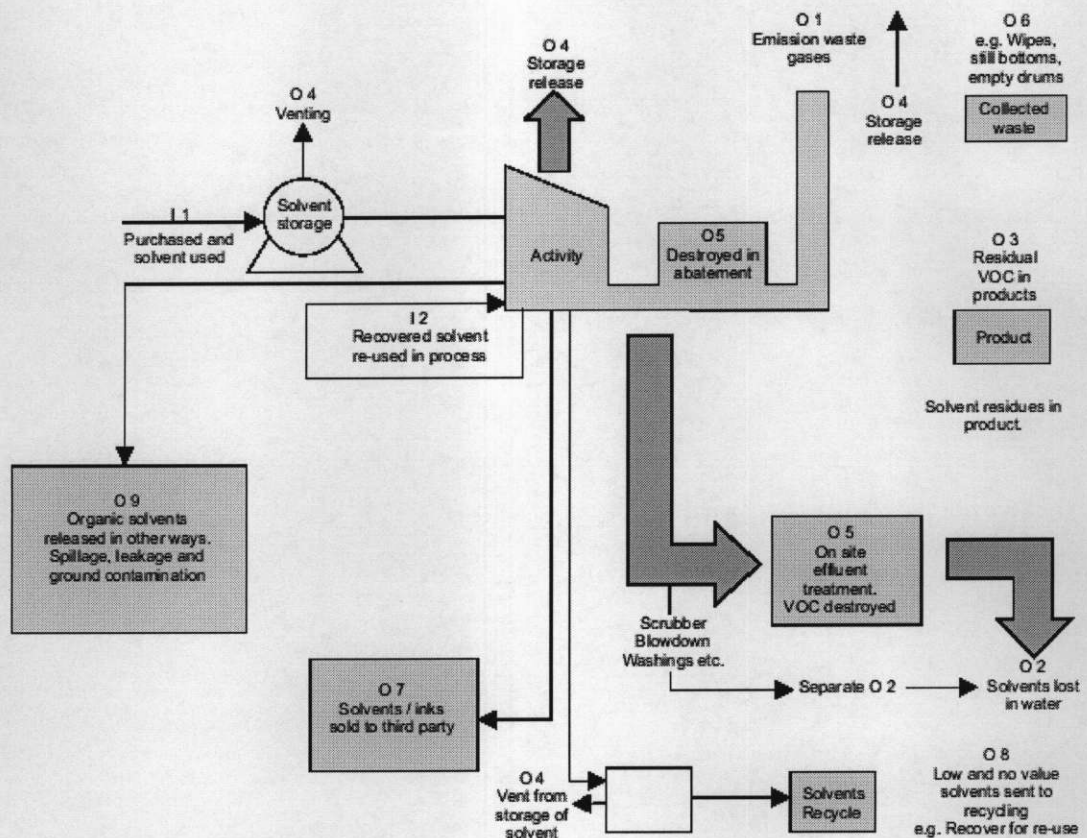 O 1
Emission waste
gases
O 6
e.g. Wipes,
still bottoms,
empty drums
Collected
waste
O 4
Storage
release
O 4
Storage
release
O 4
Venting
Solvent
storage
I 1
Purchased and
solvent used
Activity
O 5
Destroyed in
abatement
O 3
Residual
VOC in
products
Product
Solvent residues in
product.
I 2
Recovered solvent
re-used in process
O 9
Organic solvents
released in other ways.
Spillage, leakage and
ground contamination
O 5
On site
effluent
treatment.
VOC destroyed
Scrubber
Blowdown
Washings etc.
Separate O 2
O 2
Solvents lost
in water
O 7
Solvents / inks
sold to third party
O 4
Vent from
storage of
solvent
Solvents
Recycle
O 8
Low and no value
solvents sent to
recycling
e.g. Recover for re-use